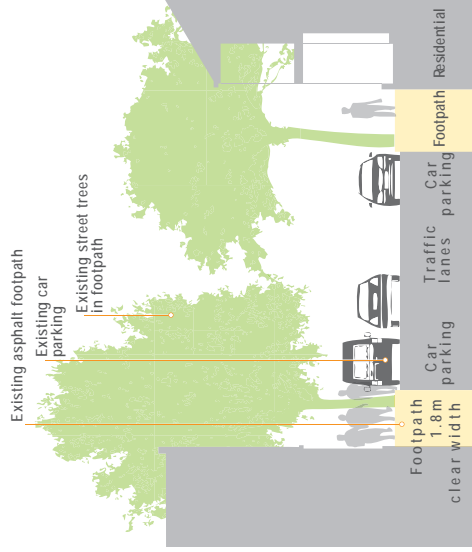 Existing asphalt footpath
Existing car
parking
Existing street trees
in footpath
Footpath
1.8m
clear width
Car
parking
Traffic
lanes
Car
parking
Footpath
Residential